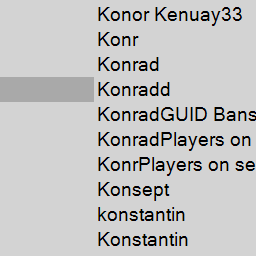 Konor Kenuay33
Konr
Konrad
Konradd
KonradGUID Bans
KonradPlayers on
KonrPlayers on se
Konsept
konstantin
Konstantin